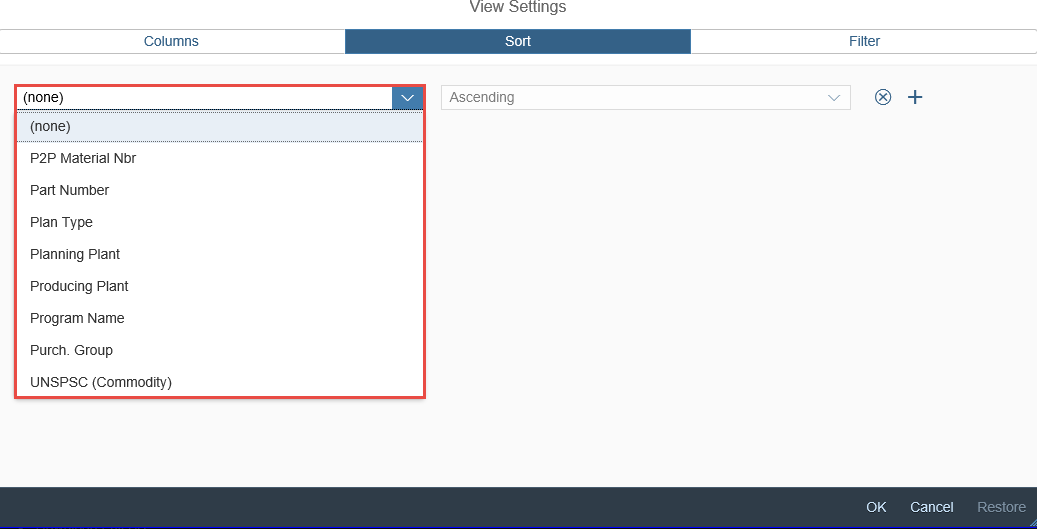 View Settings
Columns Sort Filter
(none) Ascending
(none)
P2P Material Nbr
Part Number
Plan Type
Planning Plant
Producing Plant
Program Name
Purch. Group
UNSPSC (Commodity)
OK Cancel Restore